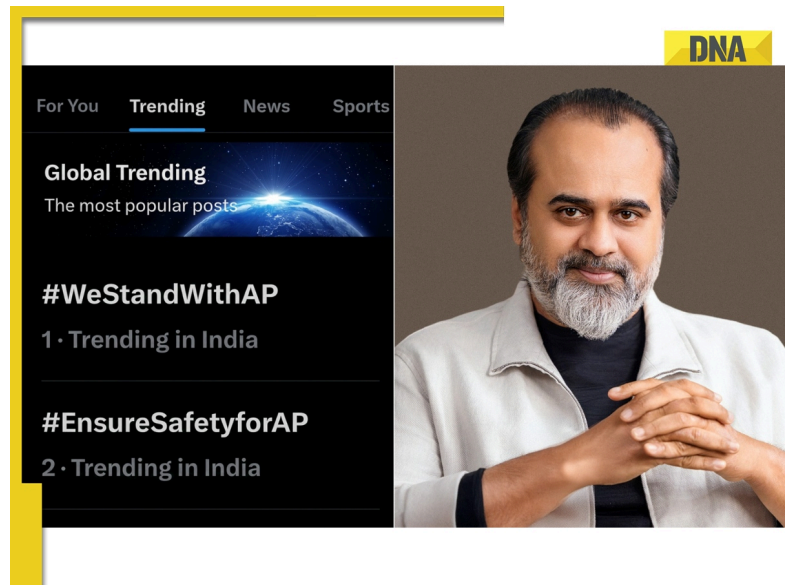 DNA
For You Trending News Sports
Global Trending
The most popular posts
#WeStandWithAP
1 · Trending in India
#EnsureSafetyforAP
2 · Trending in India